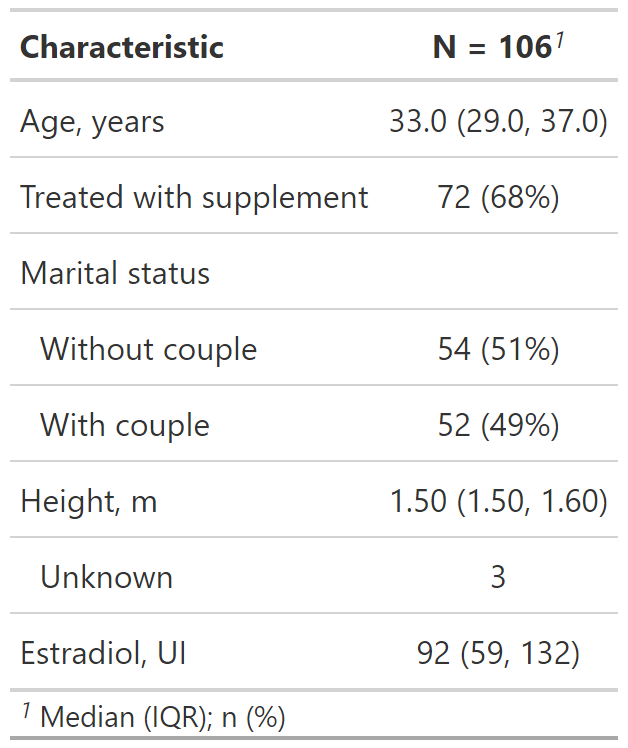 Characteristic N = 106¹
Age, years 33.0 (29.0, 37.0)
Treated with supplement 72 (68%)
Marital status
Without couple 54 (51%)
With couple 52 (49%)
Height, m 1.50 (1.50, 1.60)
Unknown 3
Estradiol, UI 92 (59, 132)
¹ Median (IQR); n (%)